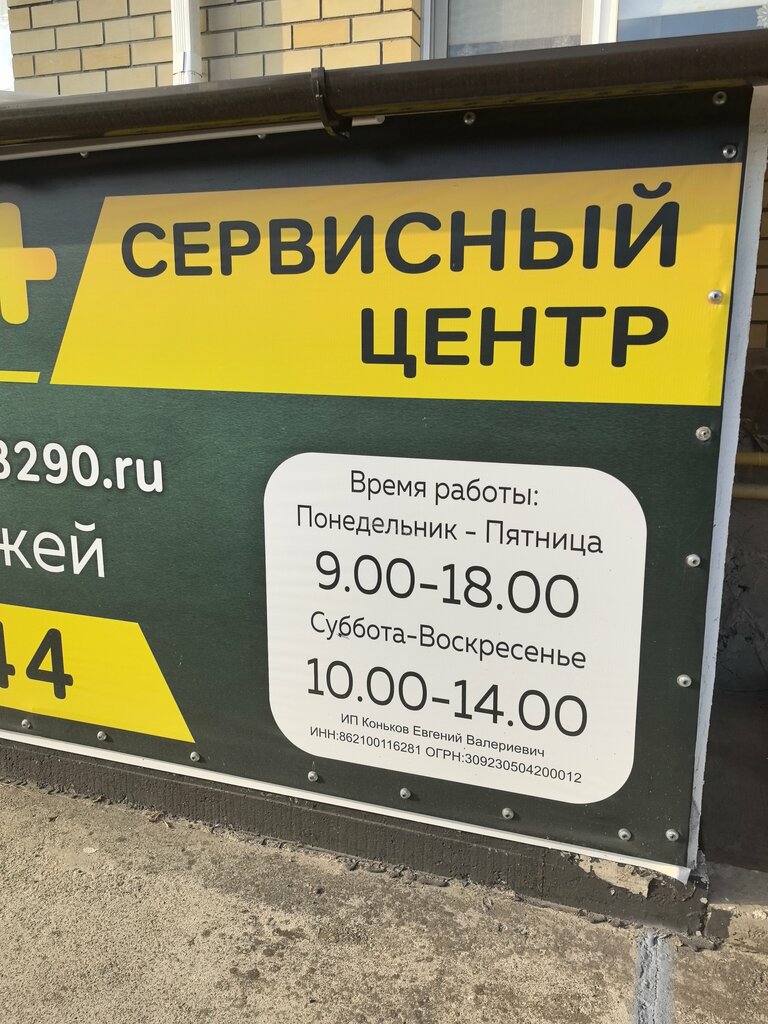 СЕРВИСНЫЙ
ЦЕНТР
8290.ru
жей
44
Время работы:
Понедельник - Пятница
9.00-18.00
Суббота-Воскресенье
10.00-14.00
ИП Коньков Евгений Валериевич
ИНН:862100116281 ОГРН:309230504200012